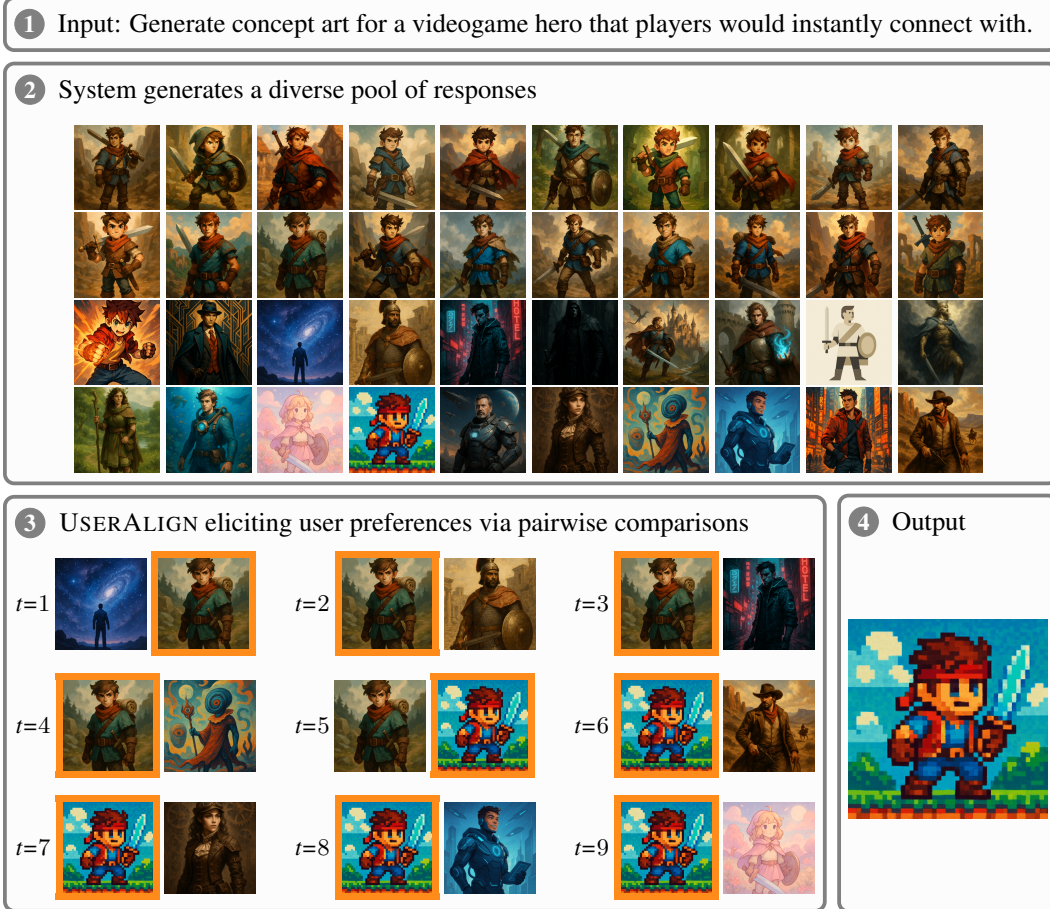 1 Input: Generate concept art for a videogame hero that players would instantly connect with.
2 System generates a diverse pool of responses
HOTEL
3 USERALIGN eliciting user preferences via pairwise comparisons
4 Output
t=1
t=2
t=3
HOTEL
t=4
t=5
t=6
t=7
t=8
t=9